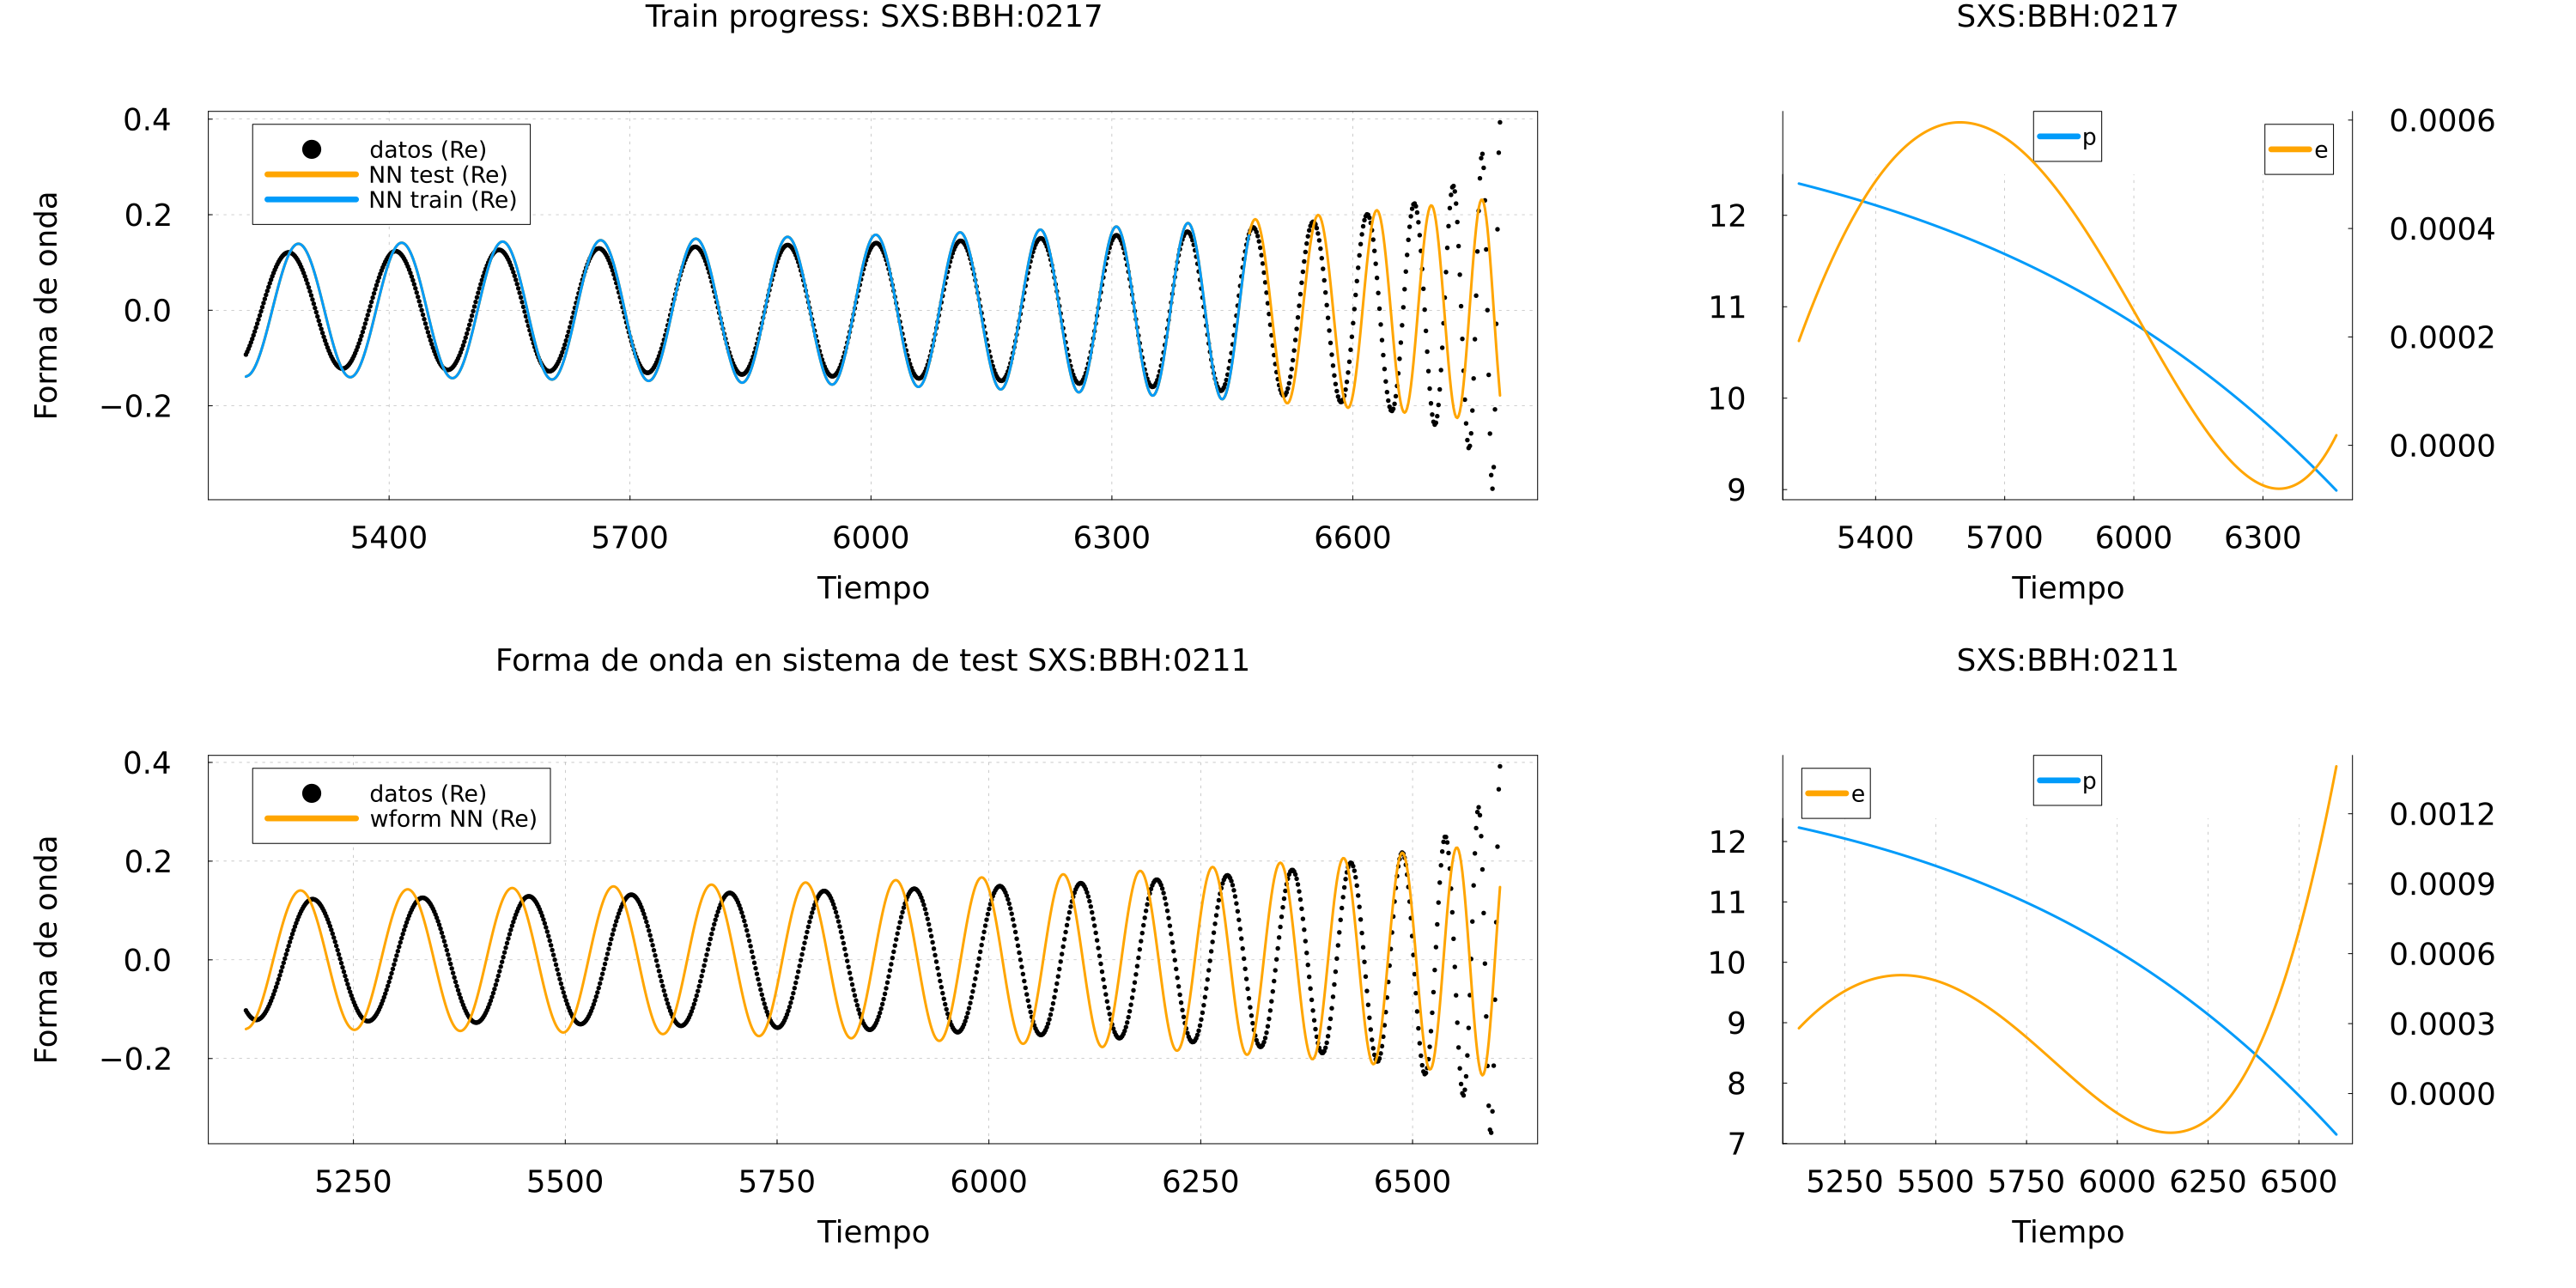 Train progress: SXS:BBH:0217
0.4
0.2
0.0
−0.2
Forma de onda
datos (Re)
NN test (Re)
NN train (Re)
5400 5700 6000 6300 6600
Tiempo
SXS:BBH:0217
12
11
10
9
p
e
0.0006
0.0004
0.0002
0.0000
5400 5700 6000 6300
Tiempo
Forma de onda en sistema de test SXS:BBH:0211
0.4
0.2
0.0
−0.2
Forma de onda
datos (Re)
wform NN (Re)
5250 5500 5750 6000 6250 6500
Tiempo
SXS:BBH:0211
12
11
10
9
8
7
e
p
0.0012
0.0009
0.0006
0.0003
0.0000
5250 5500 5750 6000 6250 6500
Tiempo